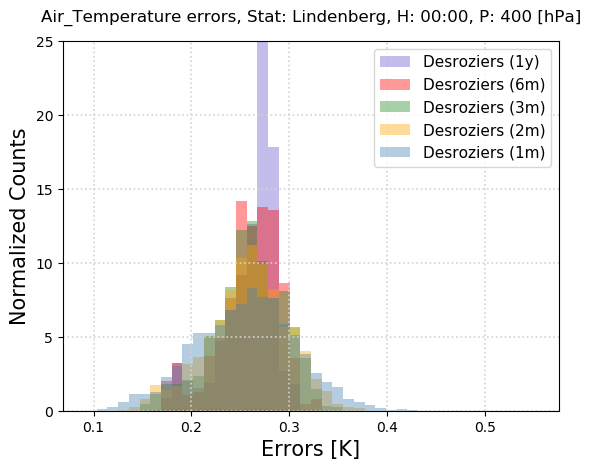 Air_Temperature errors, Stat: Lindenberg, H: 00:00, P: 400 [hPa]
25
20
15
10
5
0
Normalized Counts
Desroziers (1y)
Desroziers (6m)
Desroziers (3m)
Desroziers (2m)
Desroziers (1m)
0.1 0.2 0.3 0.4 0.5
Errors [K]